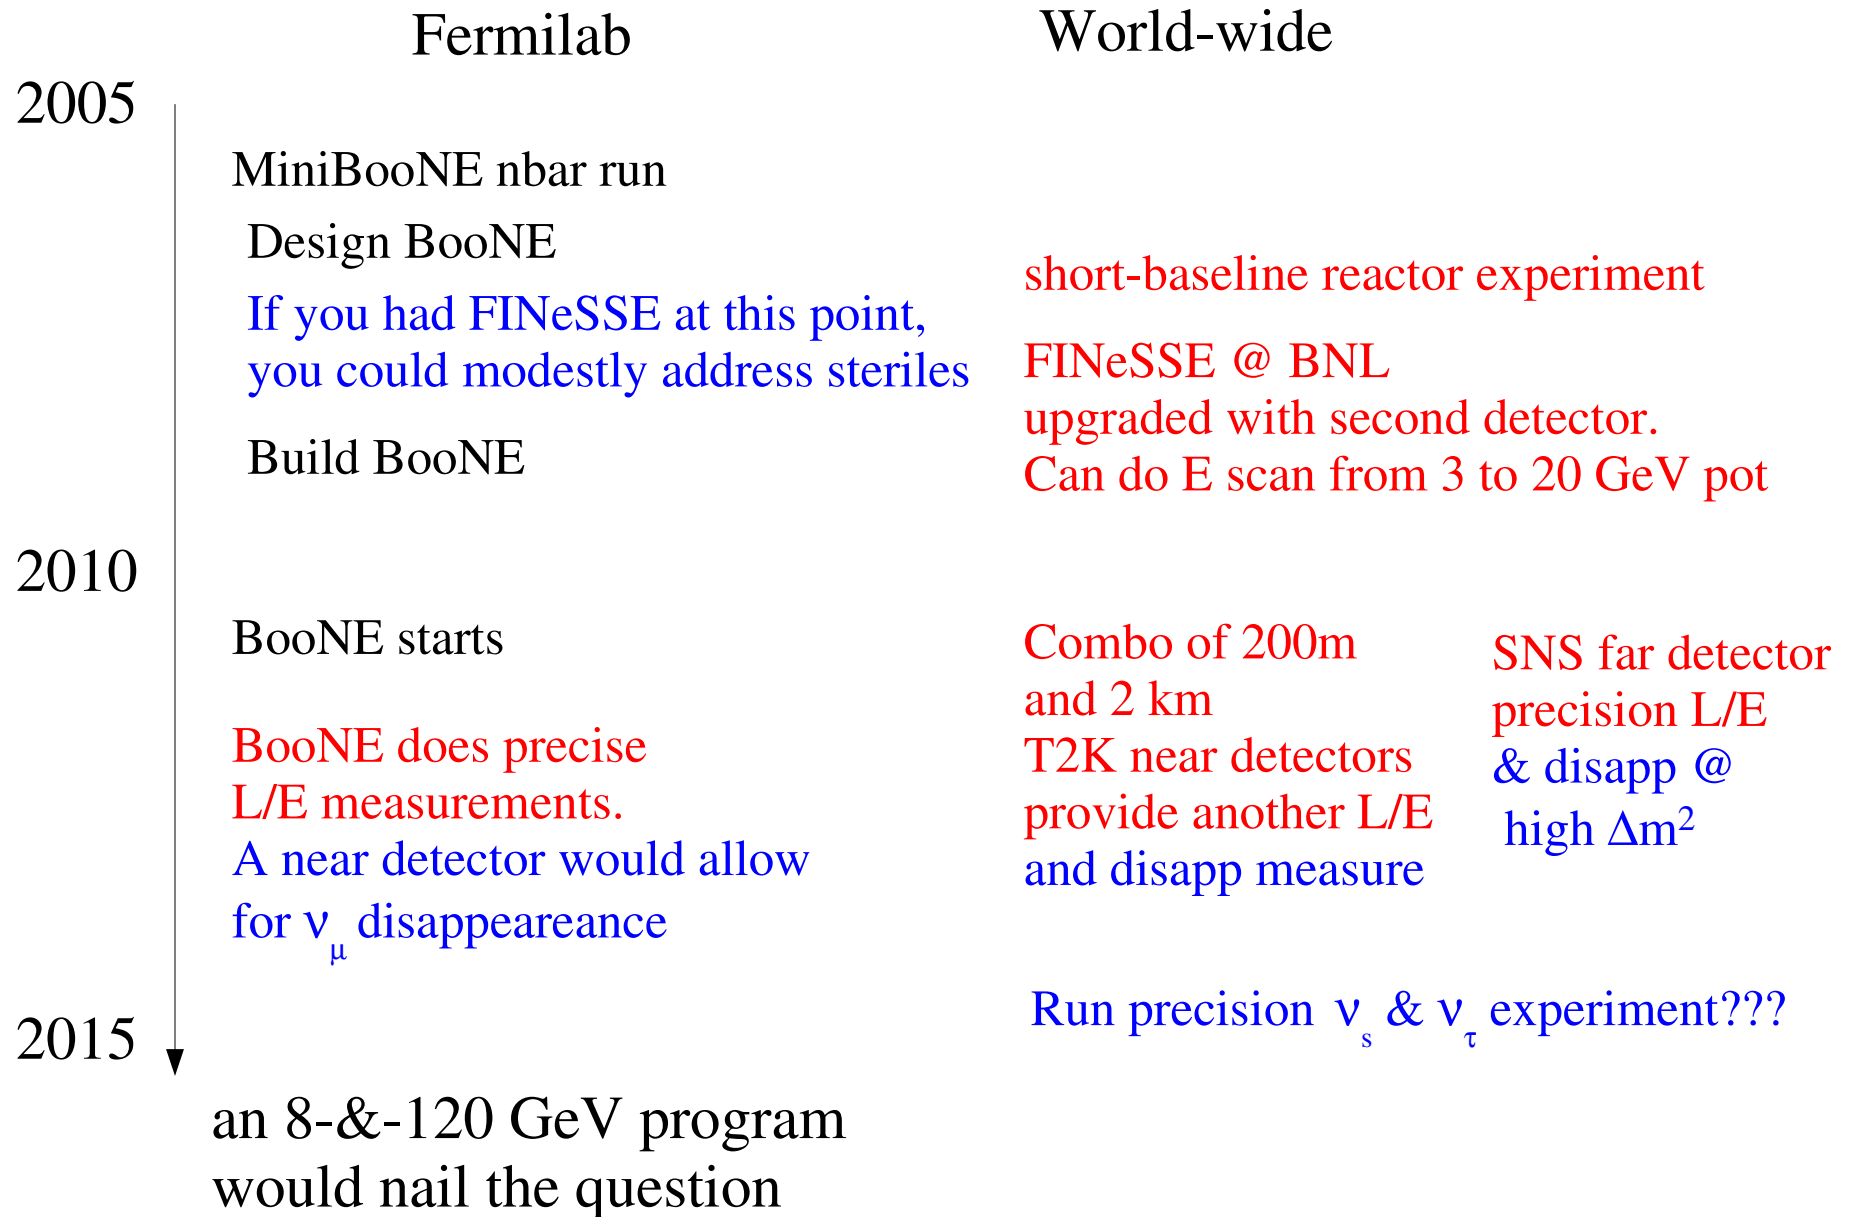 Fermilab
World-wide
2005
MiniBooNE nbar run
Design BooNE
If you had FINeSSE at this point,
you could modestly address steriles
Build BooNE
short-baseline reactor experiment
FINeSSE @ BNL
upgraded with second detector.
Can do E scan from 3 to 20 GeV pot
2010
BooNE starts
BooNE does precise
L/E measurements.
A near detector would allow
for ν_μ disappeareance
Combo of 200m
and 2 km
T2K near detectors
provide another L/E
and disapp measure
SNS far detector
precision L/E
& disapp @
high Δm²
Run precision ν_s & ν_τ experiment???
2015
an 8-&-120 GeV program
would nail the question